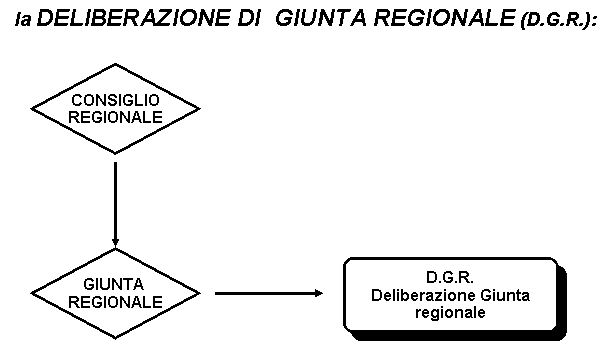 la DELIBERAZIONE DI GIUNTA REGIONALE (D.G.R.):
CONSIGLIO
REGIONALE
GIUNTA
REGIONALE
D.G.R.
Deliberazione Giunta
regionale